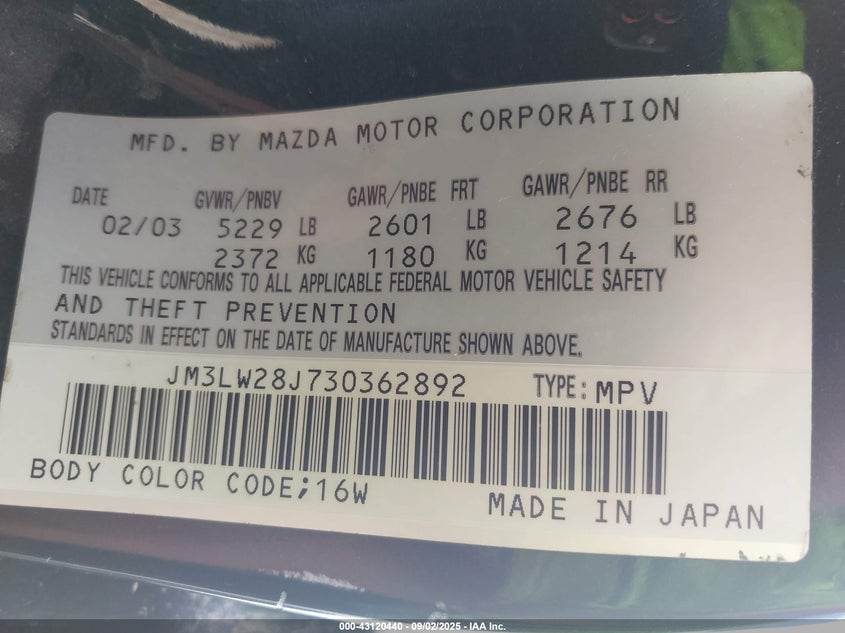 MFD. BY MAZDA MOTOR CORPORATION
DATE GVWR/PNBV GAWR/PNBE FRT GAWR/PNBE RR
02/03 5229 LB 2601 LB 2676 LB
2372 KG 1180 KG 1214 KG
THIS VEHICLE CONFORMS TO ALL APPLICABLE FEDERAL MOTOR VEHICLE SAFETY
AND THEFT PREVENTION
STANDARDS IN EFFECT ON THE DATE OF MANUFACTURE SHOWN ABOVE.
JM3LW28J730362892 TYPE: MPV
BODY COLOR CODE;16W
MADE IN JAPAN
000-43120440 - 09/02/2025 - IAA Inc.